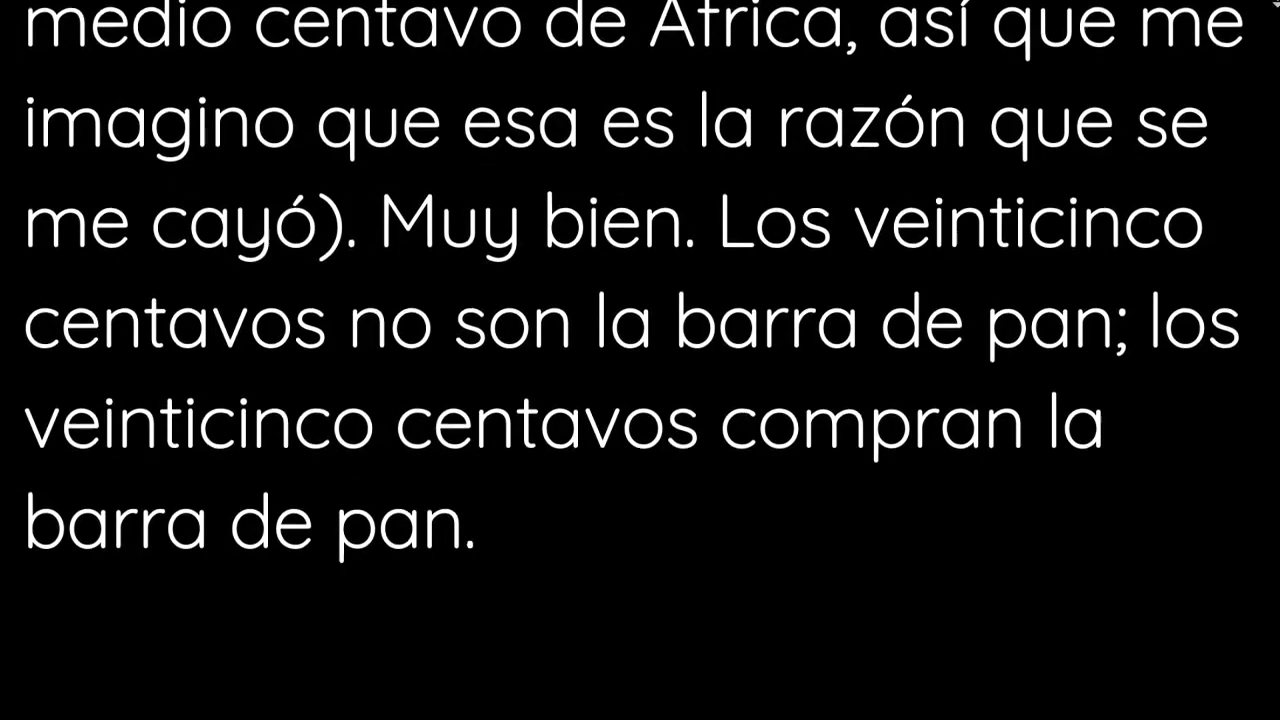 medio centavo de África, así que me
imagino que esa es la razón que se
me cayó). Muy bien. Los veinticinco
centavos no son la barra de pan; los
veinticinco centavos compran la
barra de pan.